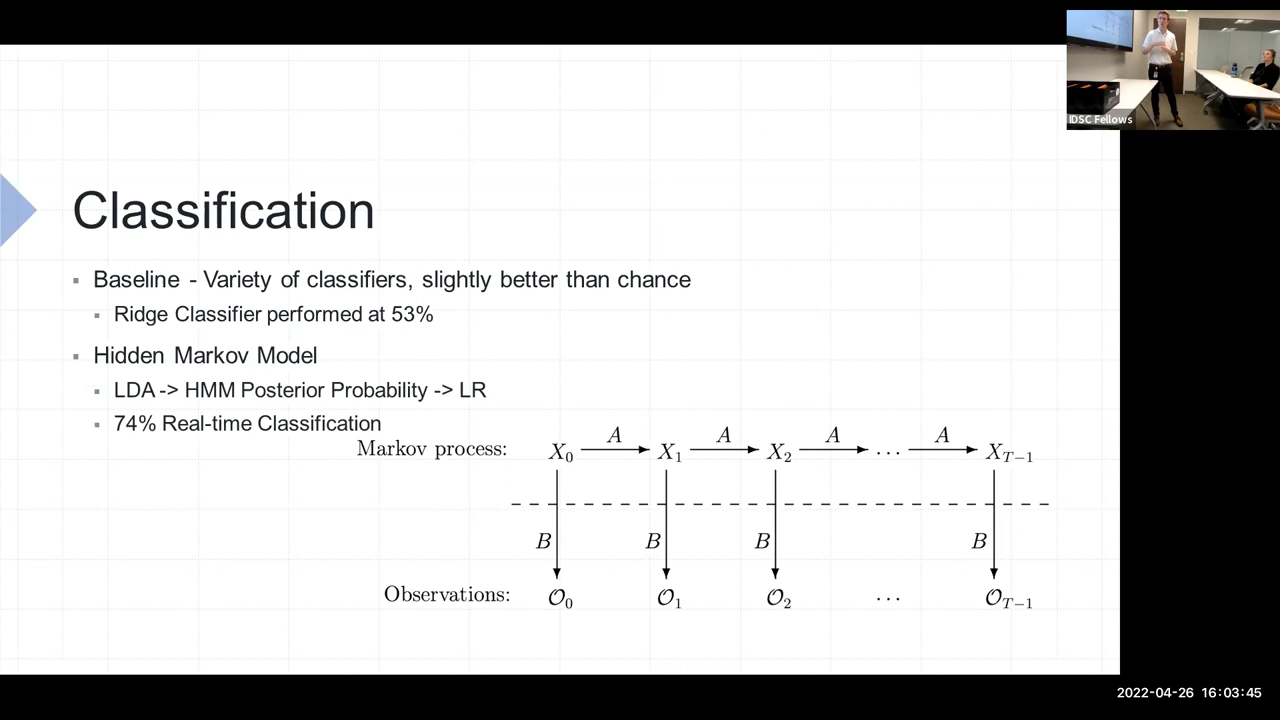 IDSC Fellows
Classification
Baseline - Variety of classifiers, slightly better than chance
Ridge Classifier performed at 53%
Hidden Markov Model
LDA -> HMM Posterior Probability -> LR
74% Real-time Classification
A A A A
Markov process: X₀ X₁ X₂ ... X_{T−1}
B B B B
Observations: 𝒪₀ 𝒪₁ 𝒪₂ ... 𝒪_{T−1}
2022-04-26 16:03:45